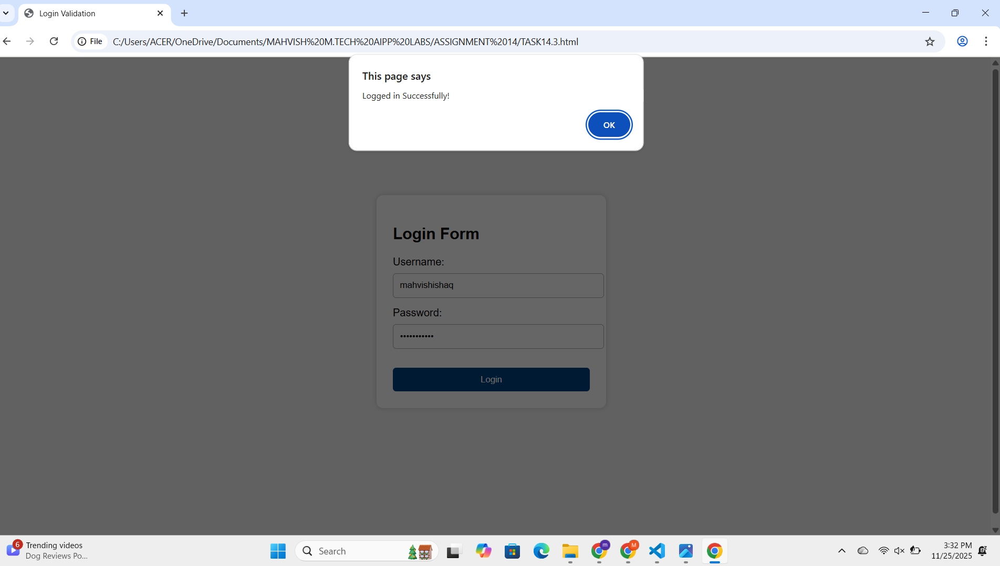 Login Validation
File
C:/Users/ACER/OneDrive/Documents/MAHVISH%20M.TECH%20AIPP%20LABS/ASSIGNMENT%2014/TASK14.3.html
This page says
Logged in Successfully!
OK
Login Form
Username:
mahvishishaq
Password:
•••••••••••
Login
6
Trending videos
Dog Reviews Po...
Search
m
M
3:32 PM
11/25/2025